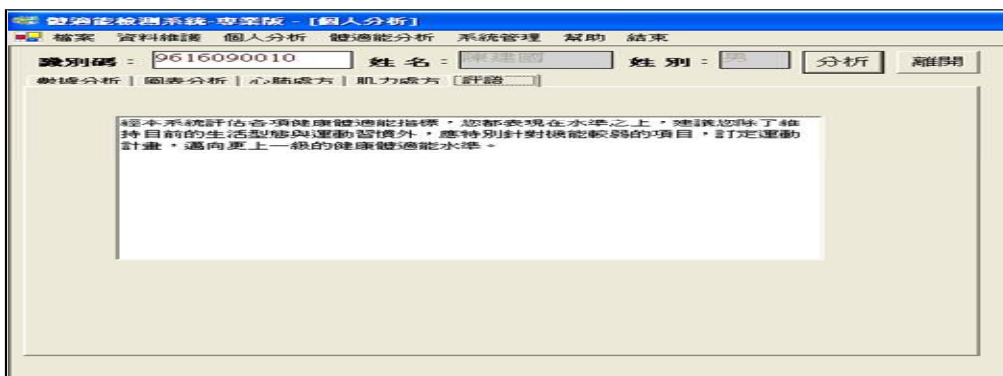 體適能檢測系統-專業版 - [個人分析]
檔案 資料維護 個人分析 體適能分析 系統管理 幫助 結束
識別碼： 9616090010 姓 名： 陳建國 姓 別： 男 分析 離開
數據分析 圖表分析 心肺處方 肌力處方 評語
經本系統評估各項健康體適能指標，您都表現在水準之上，建議您除了維
持目前的生活型態與運動習慣外，應特別針對機能較弱的項目，訂定運動
計畫，邁向更上一級的健康體適能水準。